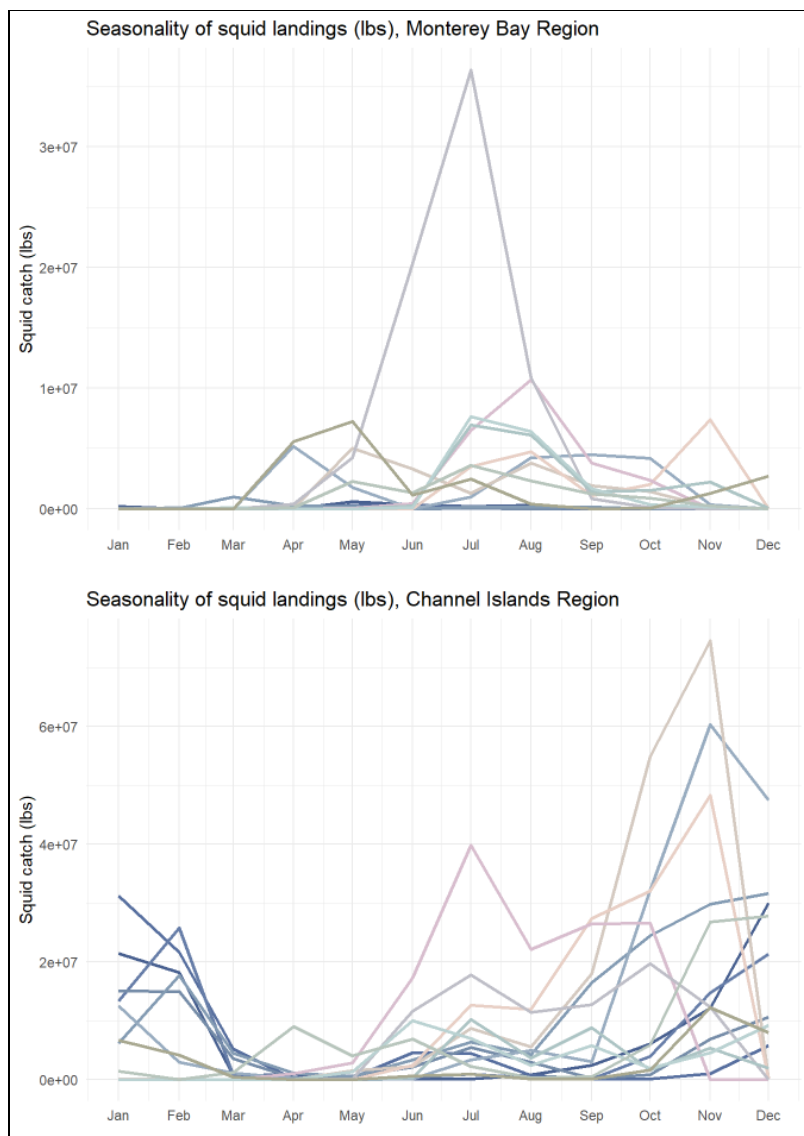 Seasonality of squid landings (lbs), Monterey Bay Region
Squid catch (lbs)
3e+07
2e+07
1e+07
0e+00
Jan Feb Mar Apr May Jun Jul Aug Sep Oct Nov Dec
Seasonality of squid landings (lbs), Channel Islands Region
Squid catch (lbs)
6e+07
4e+07
2e+07
0e+00
Jan Feb Mar Apr May Jun Jul Aug Sep Oct Nov Dec